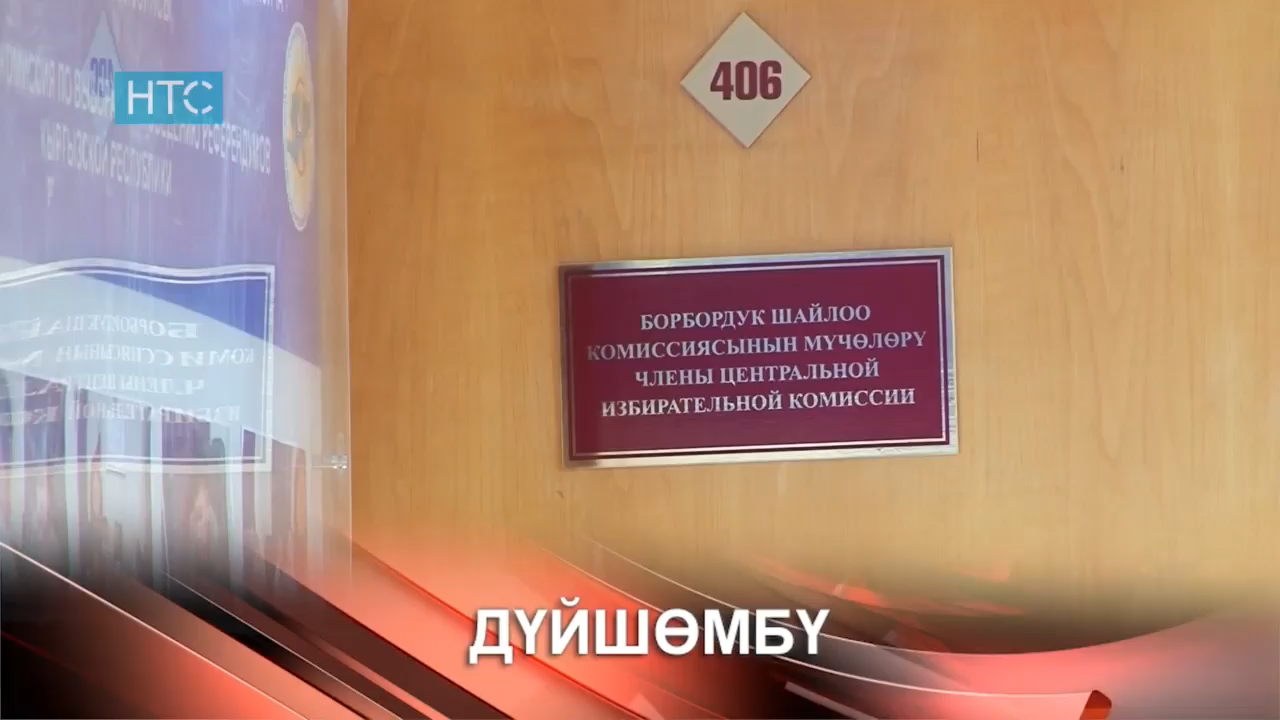 НТС
406
БОРБОРДУК ШАЙЛОО
КОМИССИЯСЫНЫН МҮЧӨЛӨРҮ
ЧЛЕНЫ ЦЕНТРАЛЬНОЙ
ИЗБИРАТЕЛЬНОЙ КОМИССИИ
ДҮЙШӨМБҮ